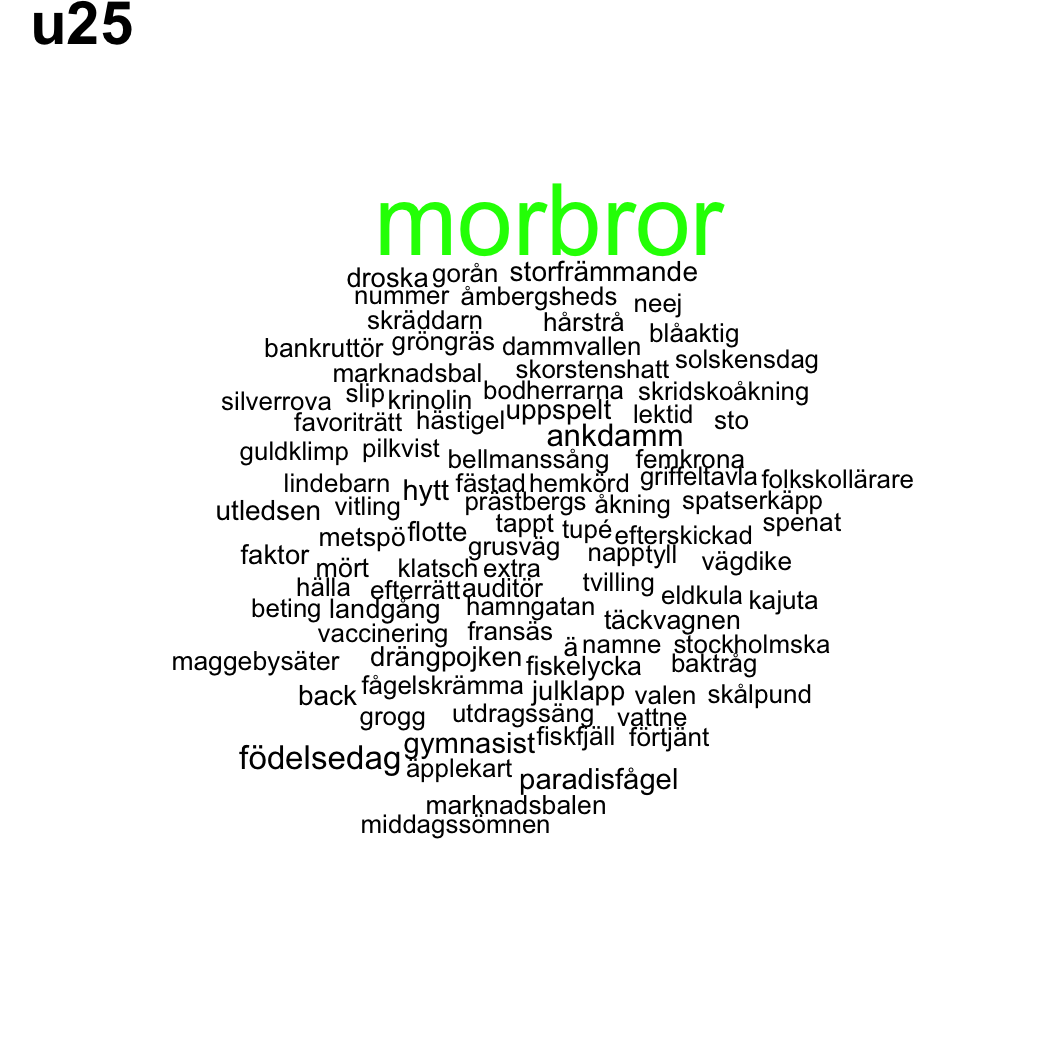 u25
morbror
droska gorån storfrämmande
nummer åmbergsheds neej
skräddarn hårstrå blåaktig
bankruttör gröngräs dammvallen solskensdag
marknadsbal skorstenshatt
silverrova slip krinolin bodherrarna skridskoåkning
favoriträtt hästigel uppspelt lektid sto
ankdamm
guldklimp pilkvist bellmanssång femkrona
lindebarn hytt fästad hemkörd griffeltavla folkskollärare
utledsen vitling prästbergs åkning spatserkäpp
metspö flotte tappt tupé efterskickad spenat
faktor grusväg napp tyll vägdike
mört klatsch extra
hälla efterrätt auditör tvilling eldkula kajuta
beting landgång hamngatan täckvagnen
vaccinering fransäs ä namne stockholmska
maggebysäter drängpojken fiskelycka baktråg
back fågelskrämma julklapp valen skålpund
grogg utdragssäng vattne
födelsedag gymnasist fiskfjäll förtjänt
äpplekart paradisfågel
marknadsbalen
middagssömnen